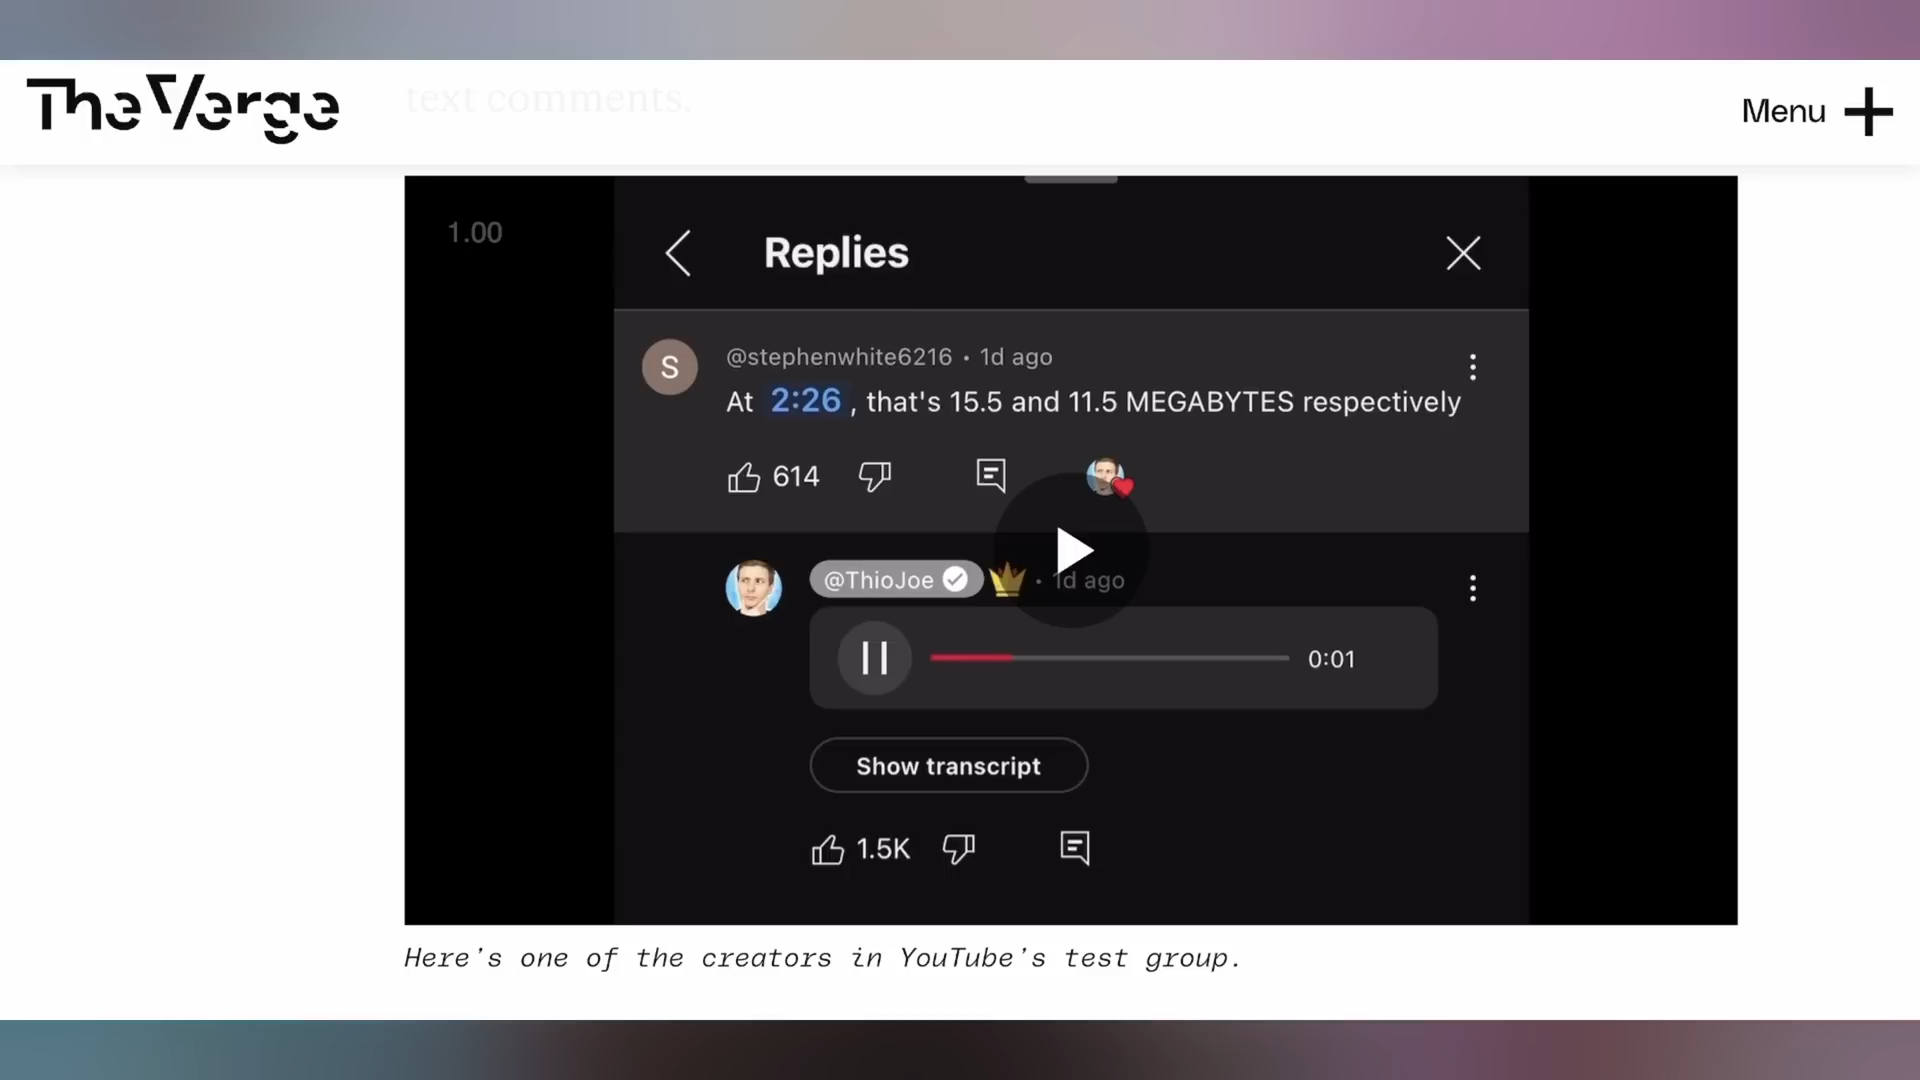 The Verge
text comments.
Menu
1.00
Replies
S
@stephenwhite6216 • 1d ago
At 2:26 , that's 15.5 and 11.5 MEGABYTES respectively
614
@ThioJoe • 1d ago
0:01
Show transcript
1.5K
Here's one of the creators in YouTube's test group.